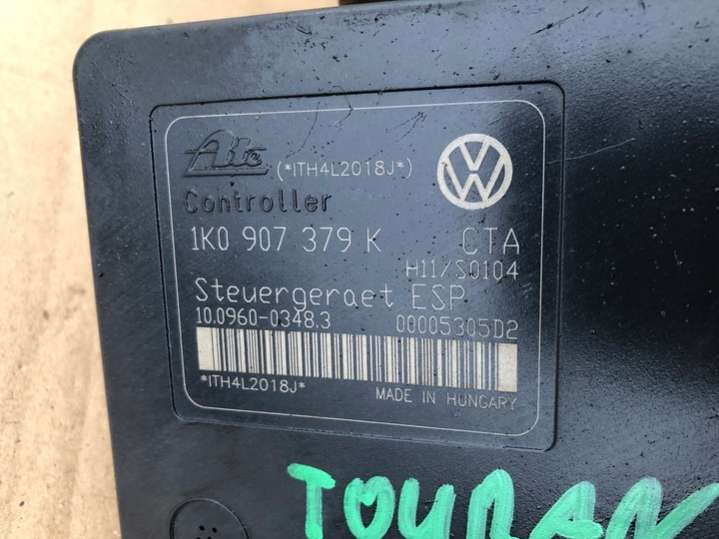 Ate (*ITH4L2018J*)
Controller
1K0 907 379 K CTA
H11/S0104
Steuergeraet ESP
10.0960-0348.3 00005305D2
*ITH4L2018J* MADE IN HUNGARY
TOURAN